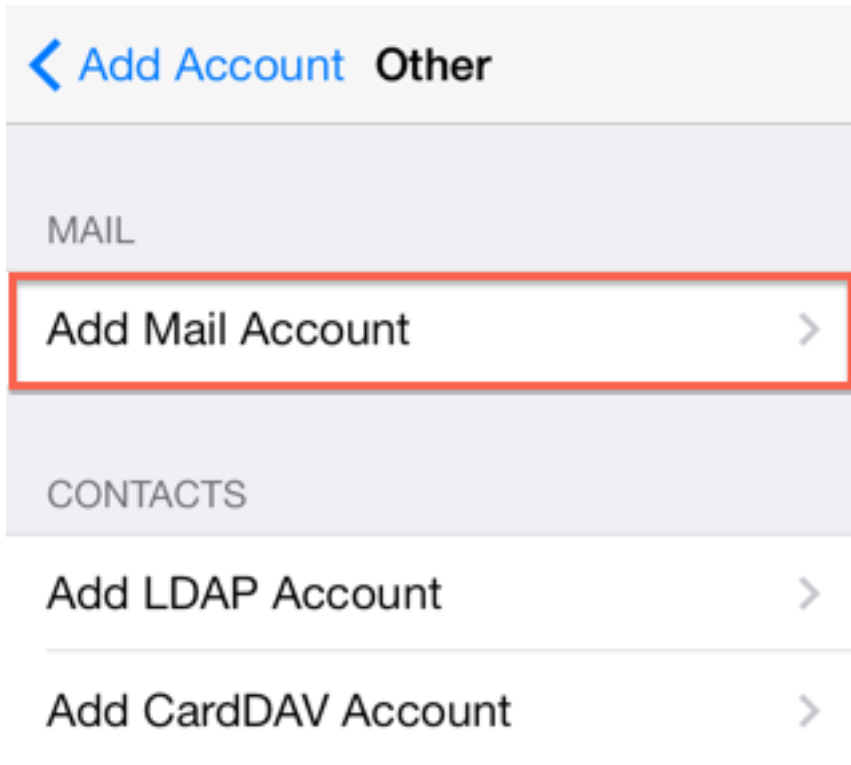 Add Account Other
MAIL
Add Mail Account
CONTACTS
Add LDAP Account
Add CardDAV Account